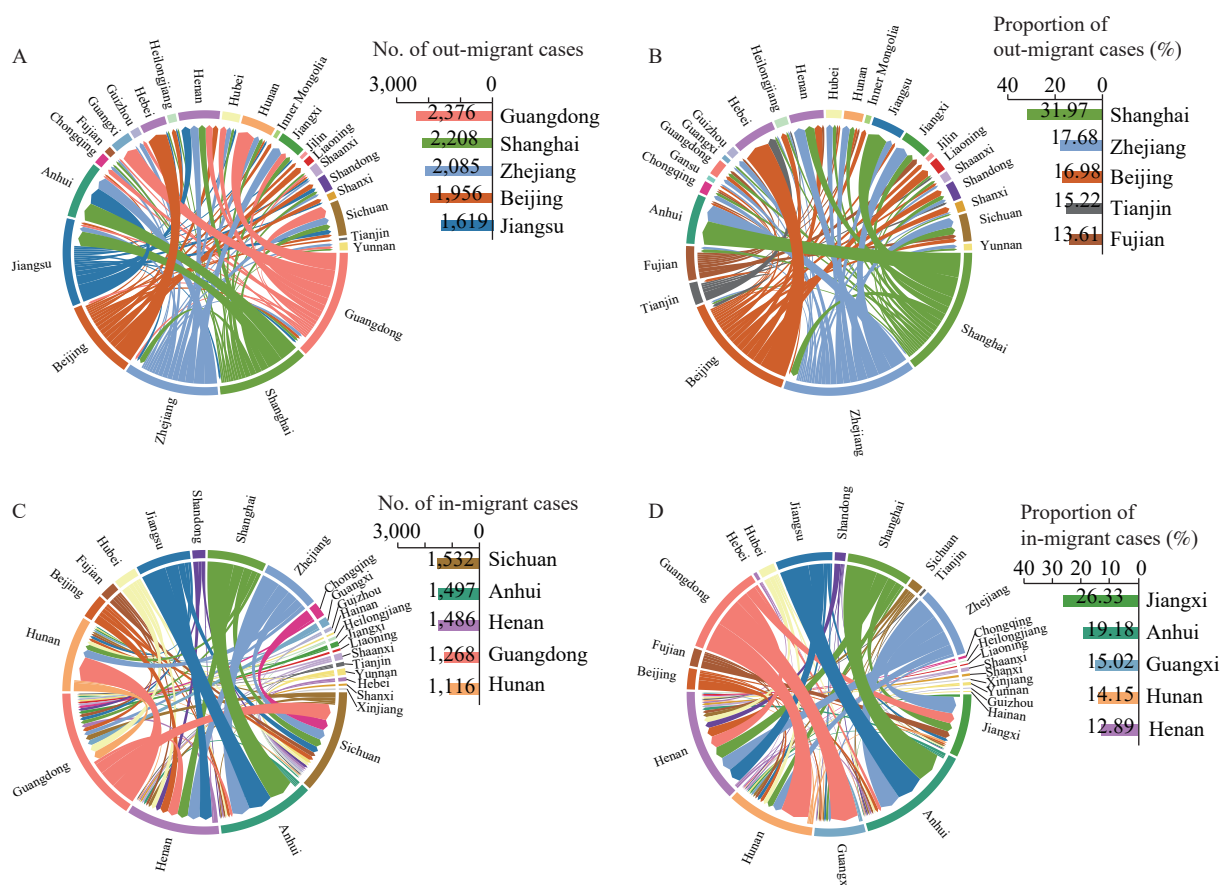 A
No. of out-migrant cases
3,000
0
2,376 Guangdong
2,208 Shanghai
2,085 Zhejiang
1,956 Beijing
1,619 Jiangsu
Jiangsu
Anhui
Chongqing
Fujian
Guangxi
Guizhou
Hebei
Heilongjiang
Henan
Hubei
Hunan
Inner Mongolia
Jiangxi
Jilin
Liaoning
Shaanxi
Shandong
Shanxi
Sichuan
Tianjin
Yunnan
Guangdong
Shanghai
Zhejiang
Beijing
B
Proportion of
out-migrant cases (%)
40
20
0
31.97 Shanghai
17.68 Zhejiang
16.98 Beijing
15.22 Tianjin
13.61 Fujian
Tianjin
Fujian
Anhui
Chongqing
Gansu
Guangdong
Guangxi
Guizhou
Hebei
Heilongjiang
Henan
Hubei
Hunan
Inner Mongolia
Jiangsu
Jiangxi
Jilin
Liaoning
Shaanxi
Shandong
Shanxi
Sichuan
Yunnan
Shanghai
Zhejiang
Beijing
C
No. of in-migrant cases
3,000
0
1,532 Sichuan
1,497 Anhui
1,486 Henan
1,268 Guangdong
1,116 Hunan
Guangdong
Hunan
Beijing
Fujian
Hubei
Jiangsu
Shandong
Shanghai
Zhejiang
Chongqing
Guangxi
Guizhou
Hainan
Heilongjiang
Jiangxi
Liaoning
Shaanxi
Tianjin
Yunnan
Hebei
Shanxi
Xinjiang
Sichuan
Anhui
Henan
D
Proportion of
in-migrant cases (%)
40 30 20 10 0
26.33 Jiangxi
19.18 Anhui
15.02 Guangxi
14.15 Hunan
12.89 Henan
Henan
Beijing
Fujian
Guangdong
Hebei
Hubei
Jiangsu
Shandong
Shanghai
Sichuan
Tianjin
Zhejiang
Chongqing
Heilongjiang
Liaoning
Shaanxi
Shanxi
Xinjiang
Yunnan
Guizhou
Hainan
Jiangxi
Anhui
Guangxi
Hunan